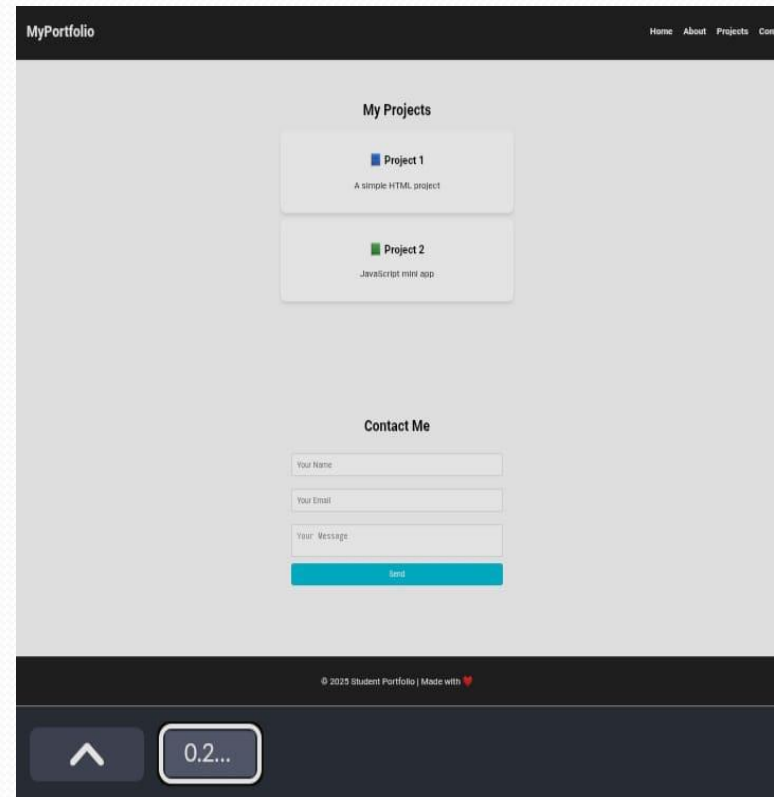 MyPortfolio
Home About Projects Con
My Projects
Project 1
A simple HTML project
Project 2
JavaScript mini app
Contact Me
Your Name
Your Email
Your Message
Send
© 2025 Student Portfolio | Made with ❤️
0.2...